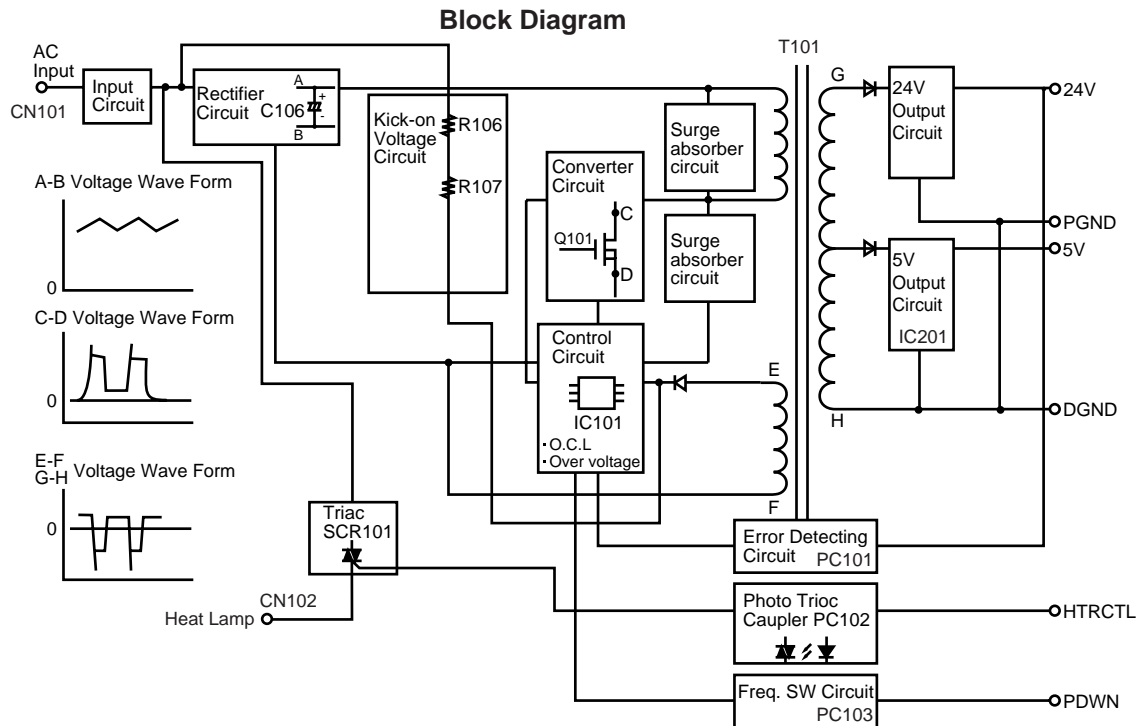 Block Diagram
AC
Input
CN101
Input
Circuit
Rectifier
Circuit
C106
A
+
-
B
Kick-on
Voltage
Circuit
R106
R107
Surge
absorber
circuit
Converter
Circuit
C
Q101
D
Surge
absorber
circuit
T101
G
24V
Output
Circuit
24V
PGND
5V
5V
Output
Circuit
IC201
H
DGND
A-B Voltage Wave Form
0
C-D Voltage Wave Form
0
E-F
G-H
Voltage Wave Form
0
Control
Circuit
IC101
· O.C.L
· Over voltage
E
F
Triac
SCR101
CN102
Heat Lamp
Error Detecting
Circuit
PC101
Photo Trioc
Caupler PC102
HTRCTL
Freq. SW Circuit
PC103
PDWN